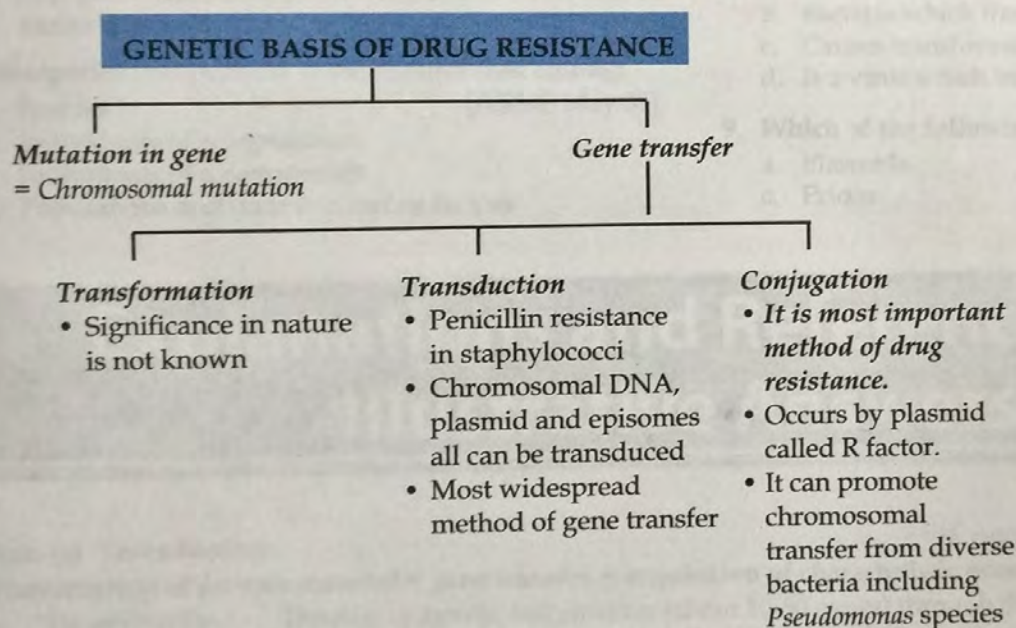 GENETIC BASIS OF DRUG RESISTANCE
Mutation in gene
= Chromosomal mutation
Gene transfer
Transformation
• Significance in nature
is not known
Transduction
• Penicillin resistance
in staphylococci
• Chromosomal DNA,
plasmid and episomes
all can be transduced
• Most widespread
method of gene transfer
Conjugation
• It is most important
method of drug
resistance.
• Occurs by plasmid
called R factor.
• It can promote
chromosomal
transfer from diverse
bacteria including
Pseudomonas species